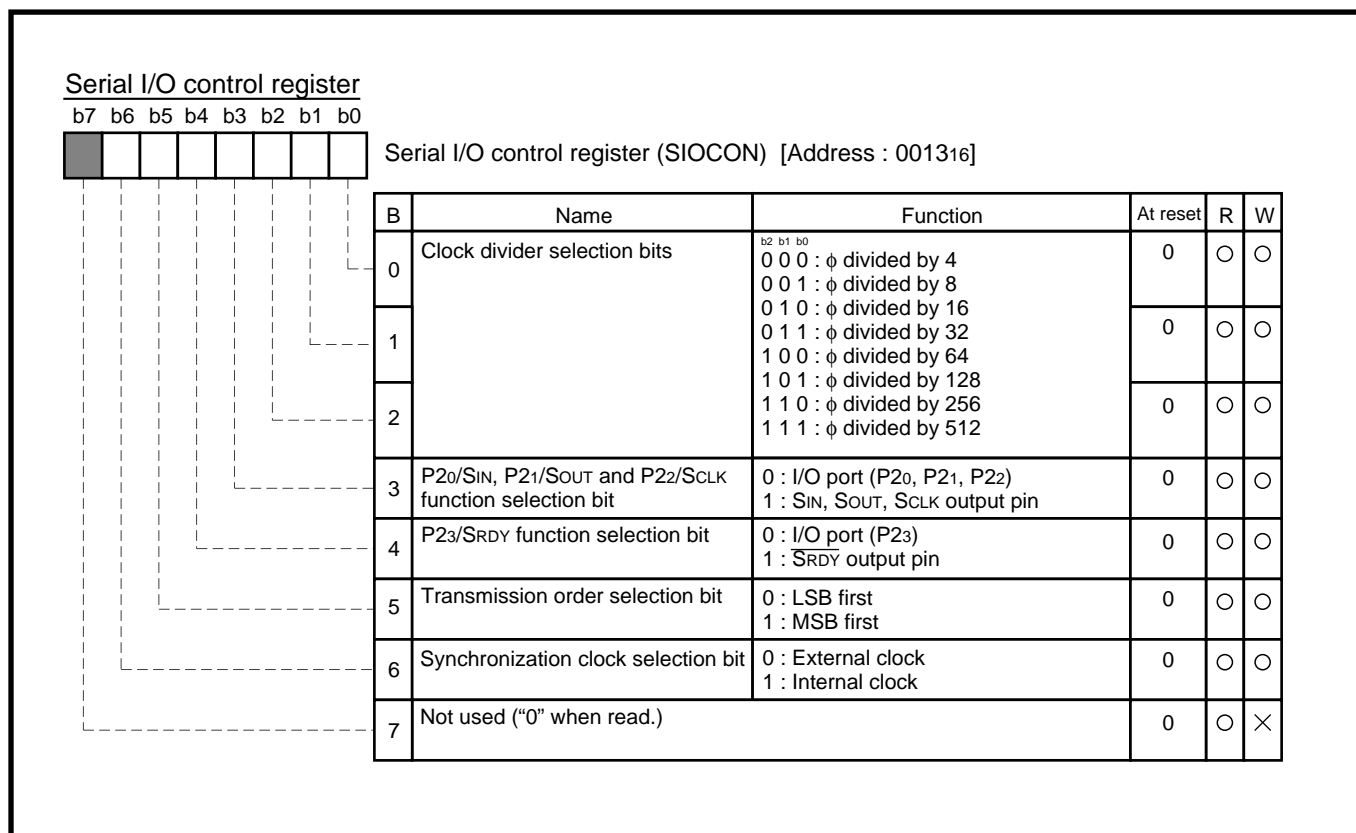 Serial I/O control register
b7 b6 b5 b4 b3 b2 b1 b0
Serial I/O control register (SIOCON) [Address : 001316]
B Name Function At reset R W
0 Clock divider selection bits 0 ○ ○
1 0 ○ ○
2 0 ○ ○
b2 b1 b0
0 0 0 : ϕ divided by 4
0 0 1 : ϕ divided by 8
0 1 0 : ϕ divided by 16
0 1 1 : ϕ divided by 32
1 0 0 : ϕ divided by 64
1 0 1 : ϕ divided by 128
1 1 0 : ϕ divided by 256
1 1 1 : ϕ divided by 512
3 P20/SIN, P21/SOUT and P22/SCLK 0 : I/O port (P20, P21, P22) 0 ○ ○
function selection bit 1 : SIN, SOUT, SCLK output pin
4 P23/SRDY function selection bit 0 : I/O port (P23) 0 ○ ○
1 : S̅R̅D̅Y̅ output pin
5 Transmission order selection bit 0 : LSB first 0 ○ ○
1 : MSB first
6 Synchronization clock selection bit 0 : External clock 0 ○ ○
1 : Internal clock
7 Not used (“0” when read.) 0 ○ ×